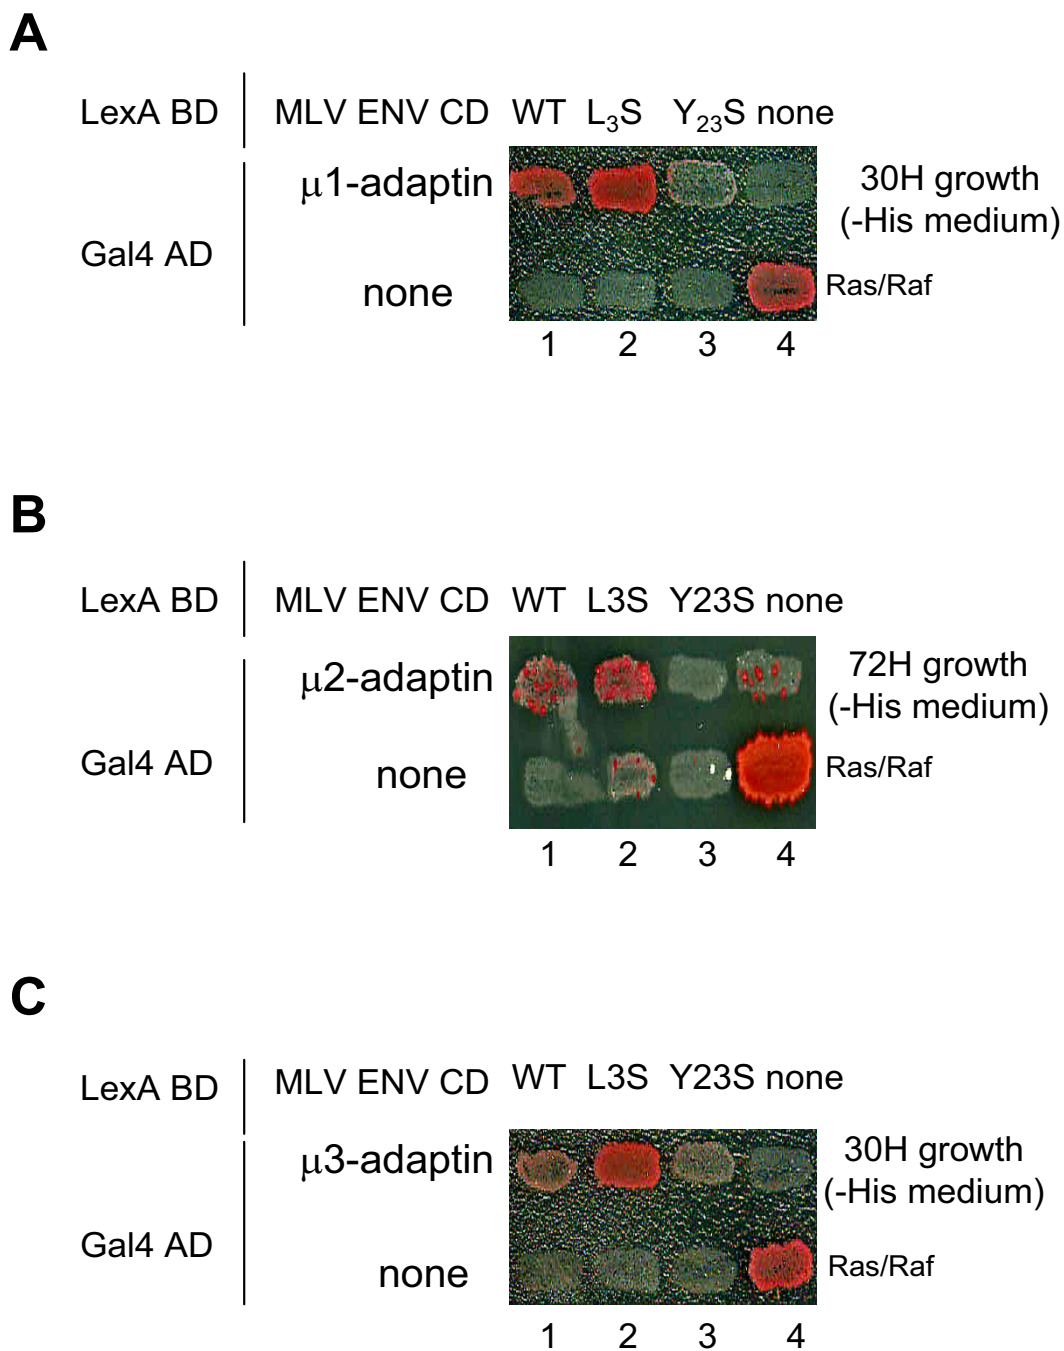 A
LexA BD MLV ENV CD WT L₃S Y₂₃S none
μ1-adaptin
30H growth
(-His medium)
Gal4 AD
none
Ras/Raf
1 2 3 4
B
LexA BD MLV ENV CD WT L3S Y23S none
μ2-adaptin
72H growth
(-His medium)
Gal4 AD
none
Ras/Raf
1 2 3 4
C
LexA BD MLV ENV CD WT L3S Y23S none
μ3-adaptin
30H growth
(-His medium)
Gal4 AD
none
Ras/Raf
1 2 3 4